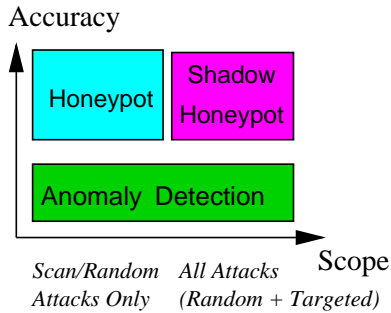 Accuracy
Honeypot
Shadow
Honeypot
Anomaly Detection
Scope
Scan/Random
Attacks Only
All Attacks
(Random + Targeted)